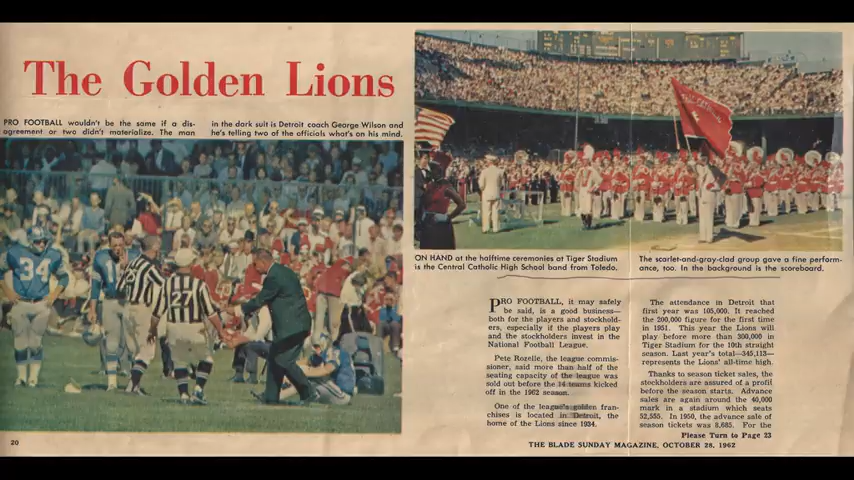 The Golden Lions
PRO FOOTBALL wouldn't be the same if a dis-
agreement or two didn't materialize. The man
in the dark suit is Detroit coach George Wilson and
he's telling two of the officials what's on his mind.
34
27
ON HAND at the halftime ceremonies at Tiger Stadium
is the Central Catholic High School band from Toledo.
The scarlet-and-gray-clad group gave a fine perform-
ance, too. In the background is the scoreboard.
PRO FOOTBALL, it may safely
be said, is a good business—
both for the players and stockhold-
ers, especially if the players play
and the stockholders invest in the
National Football League.
Pete Rozelle, the league commis-
sioner, said more than half of the
seating capacity of the league was
sold out before the 14 teams kicked
off in the 1962 season.
One of the league's golden fran-
chises is located in Detroit, the
home of the Lions since 1934.
The attendance in Detroit that
first year was 105,000. It reached
the 200,000 figure for the first time
in 1951. This year the Lions will
play before more than 300,000 in
Tiger Stadium for the 10th straight
season. Last year's total—345,113—
represents the Lions' all-time high.
Thanks to season ticket sales, the
stockholders are assured of a profit
before the season starts. Advance
sales are again around the 40,000
mark in a stadium which seats
52,555. In 1950, the advance sale of
season tickets was 8,685. For the
Please Turn to Page 23
20
THE BLADE SUNDAY MAGAZINE, OCTOBER 28, 1962